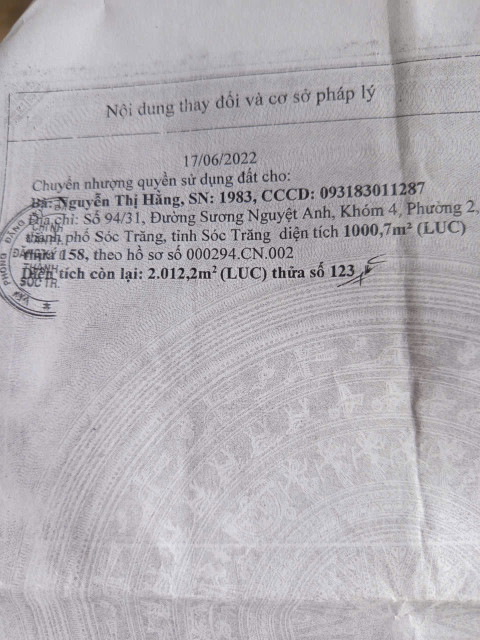 Nội dung thay đổi và cơ sở pháp lý
17/06/2022
Chuyển nhượng quyền sử dụng đất cho:
Bà: Nguyễn Thị Hằng, SN: 1983, CCCD: 093183011287
Địa chỉ: Số 94/31, Đường Sương Nguyệt Anh, Khóm 4, Phường 2,
thành phố Sóc Trăng, tỉnh Sóc Trăng diện tích 1000,7m² (LUC)
thửa 158, theo hồ sơ số 000294.CN.002
Diện tích còn lại: 2.012,2m² (LUC) thửa số 123